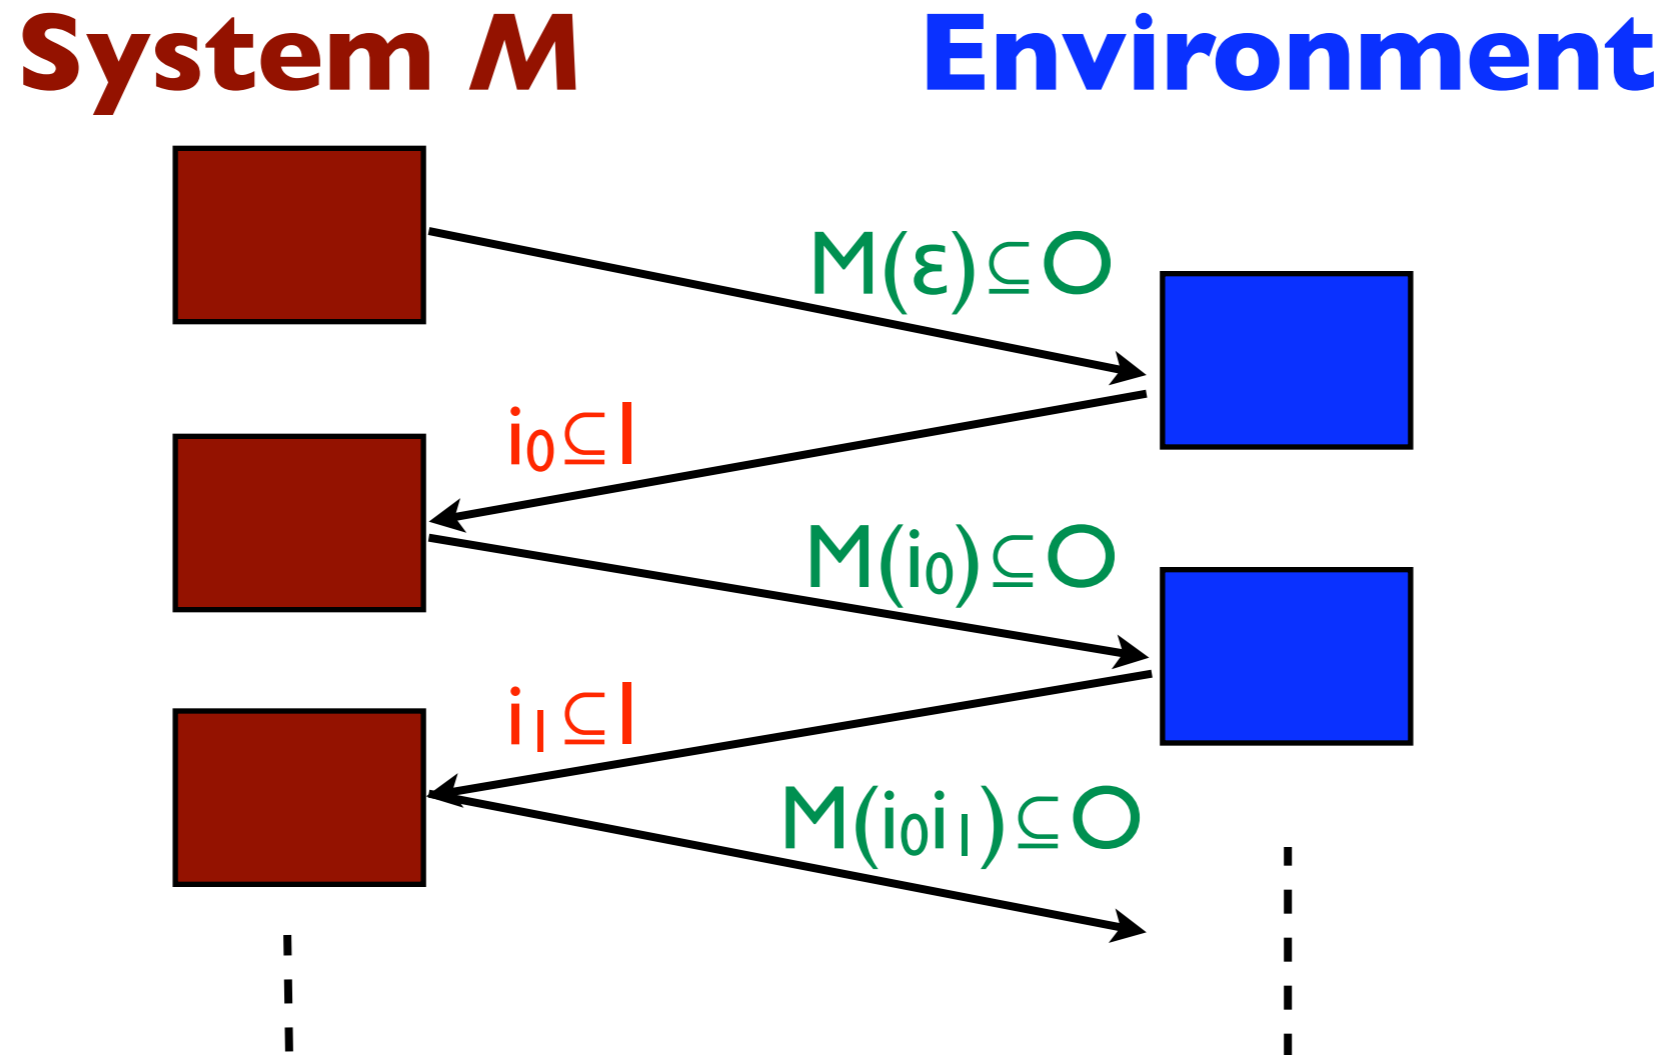 System M
Environment
M(ε)⊆O
i₀⊆I
M(i₀)⊆O
i₁⊆I
M(i₀i₁)⊆O